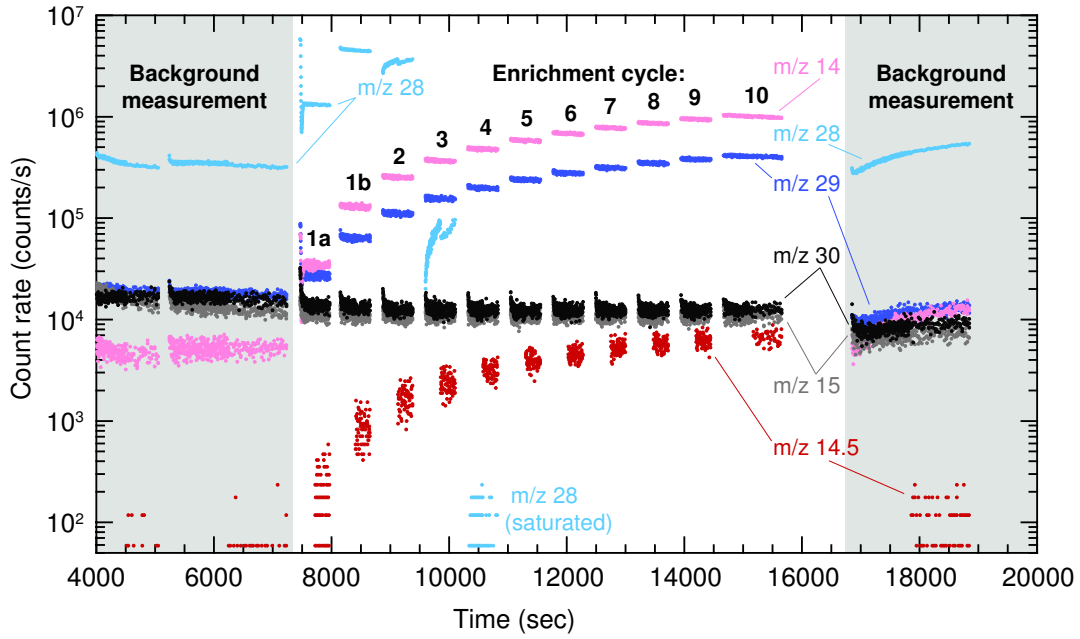 10⁷
10⁶
10⁵
10⁴
10³
10²
Count rate (counts/s)
Background
measurement
m/z 28
Enrichment cycle:
1a
1b
2
3
4
5
6
7
8
9
10
m/z 14
Background
measurement
m/z 28
m/z 29
m/z 30
m/z 15
m/z 14.5
m/z 28
(saturated)
4000
6000
8000
10000
12000
14000
16000
18000
20000
Time (sec)